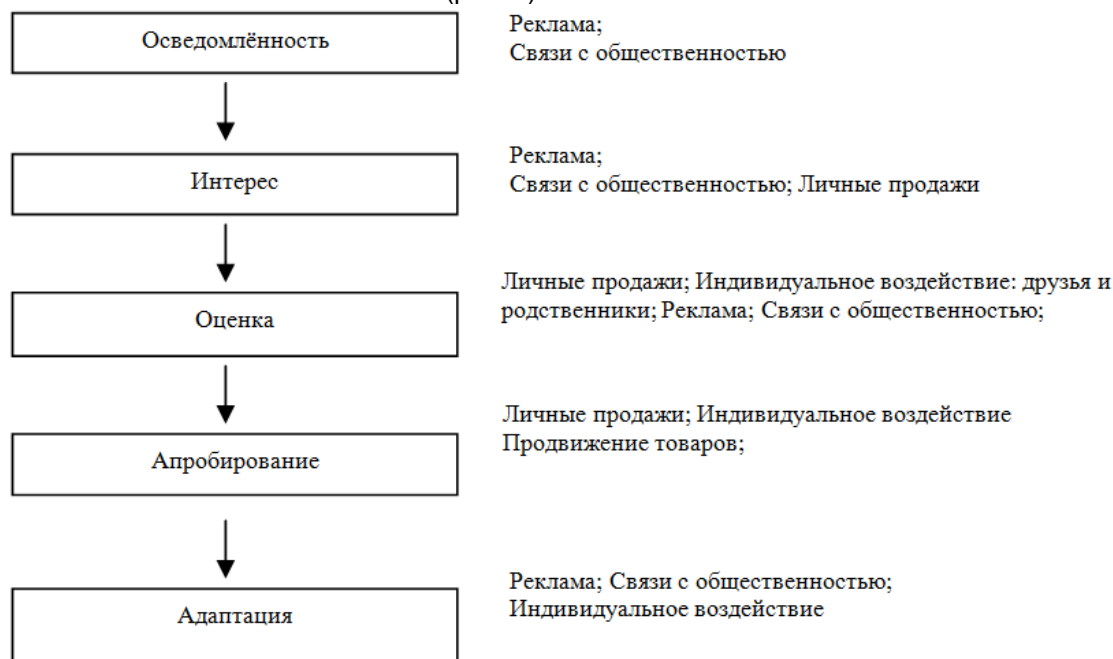 Осведомлённость
Реклама;
Связи с общественностью
Интерес
Реклама;
Связи с общественностью; Личные продажи
Оценка
Личные продажи; Индивидуальное воздействие: друзья и
родственники; Реклама; Связи с общественностью;
Апробирование
Личные продажи; Индивидуальное воздействие
Продвижение товаров;
Адаптация
Реклама; Связи с общественностью;
Индивидуальное воздействие